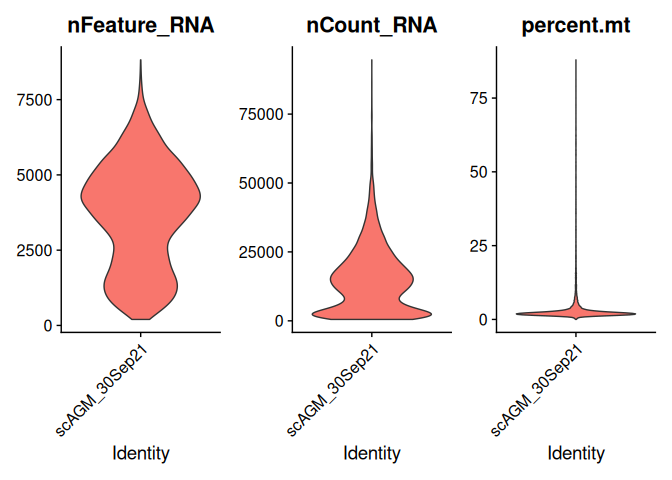 nFeature_RNA
7500
5000
2500
0
scAGM_30Sep21
Identity
nCount_RNA
75000
50000
25000
0
scAGM_30Sep21
Identity
percent.mt
75
50
25
0
scAGM_30Sep21
Identity